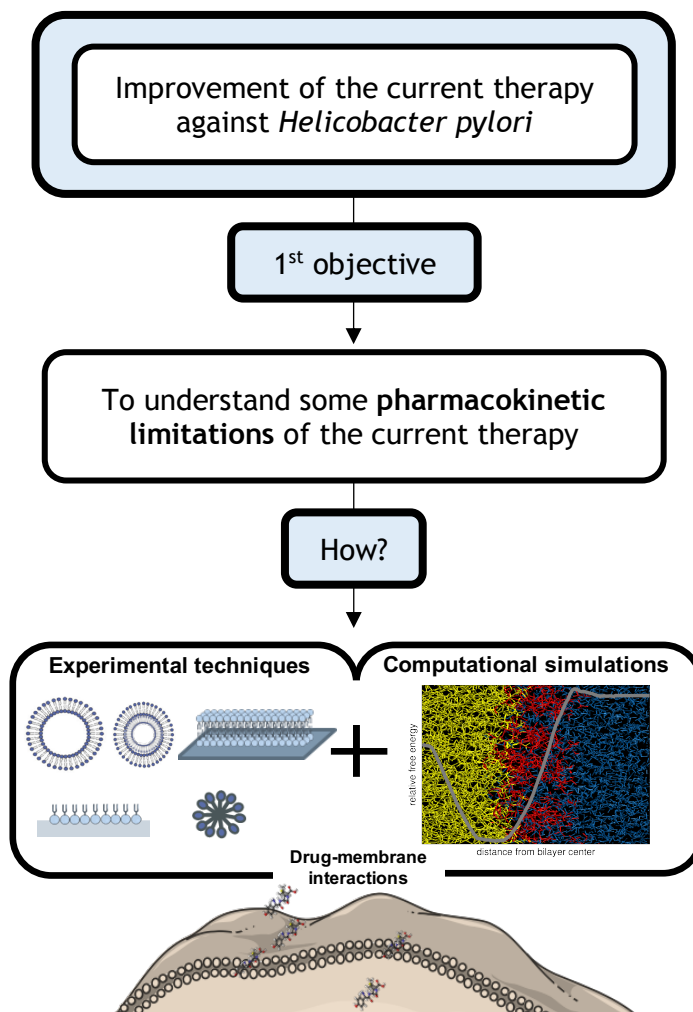 Improvement of the current therapy
against Helicobacter pylori
1st objective
To understand some pharmacokinetic
limitations of the current therapy
How?
Experimental techniques
Computational simulations
relative free energy
distance from bilayer center
Drug-membrane
interactions